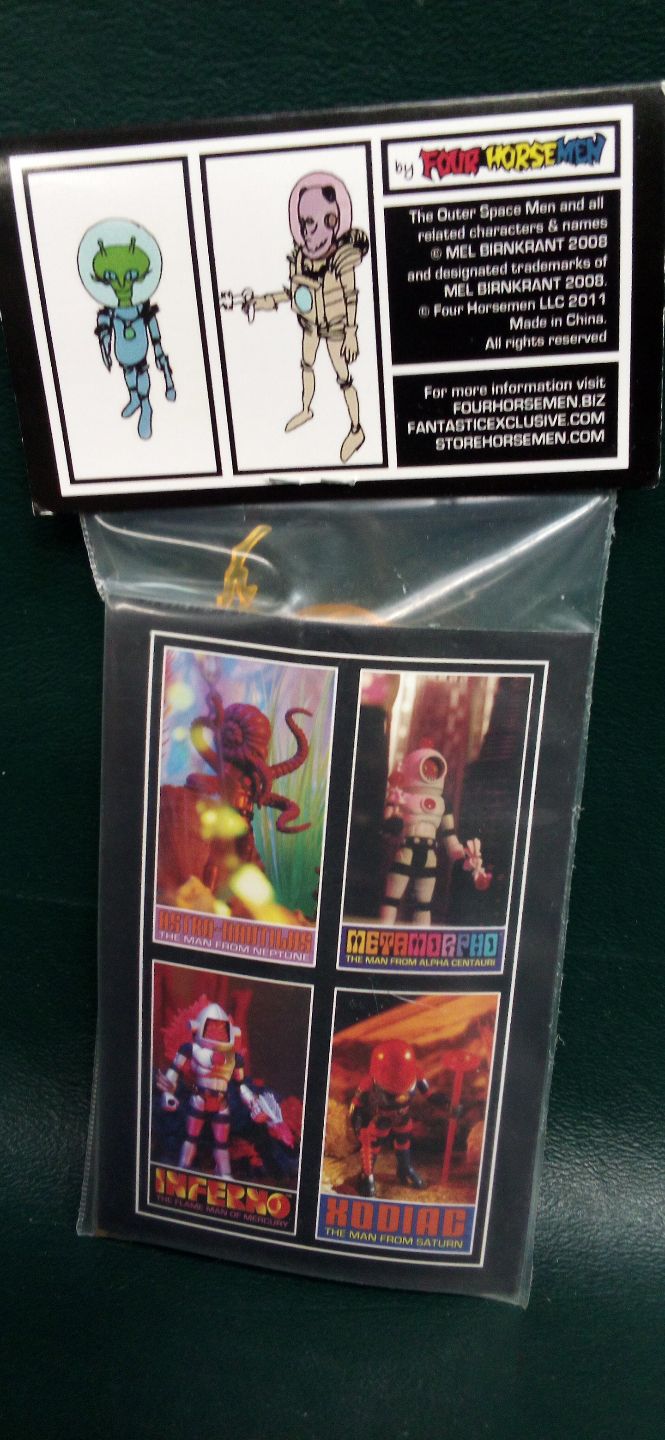 by FOUR HORSEMEN
The Outer Space Men and all
related characters & names
© MEL BIRNKRANT 2008
and designated trademarks of
MEL BIRNKRANT 2008.
© Four Horsemen LLC 2011
Made in China.
All rights reserved
For more information visit
FOURHORSEMEN.BIZ
FANTASTICEXCLUSIVE.COM
STOREHORSEMEN.COM
ASTRO-NAUTILUS
THE MAN FROM NEPTUNE
METAMORPHO
THE MAN FROM ALPHA CENTAURI
INFERNO
THE FLAME MAN OF MERCURY
XODIAC
THE MAN FROM SATURN